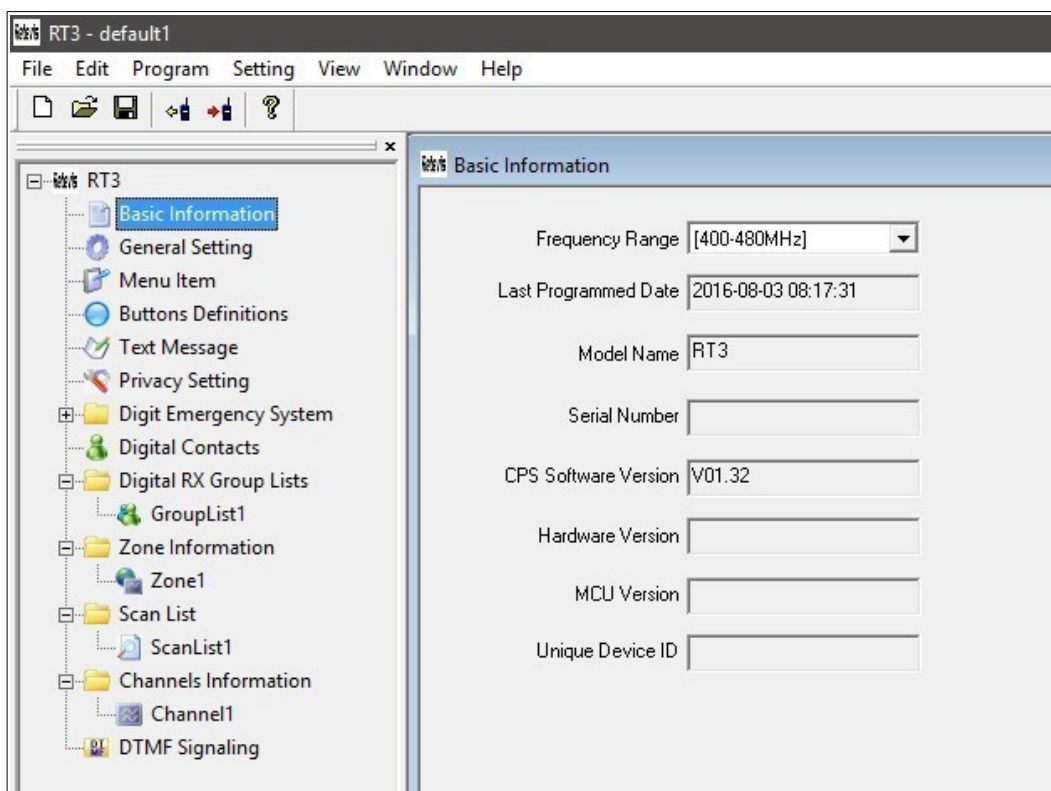 RT3 - default1
File Edit Program Setting View Window Help
RT3
Basic Information
General Setting
Menu Item
Buttons Definitions
Text Message
Privacy Setting
Digit Emergency System
Digital Contacts
Digital RX Group Lists
GroupList1
Zone Information
Zone1
Scan List
ScanList1
Channels Information
Channel1
DTMF Signaling
Basic Information
Frequency Range [400-480MHz]
Last Programmed Date 2016-08-03 08:17:31
Model Name RT3
Serial Number
CPS Software Version V01.32
Hardware Version
MCU Version
Unique Device ID